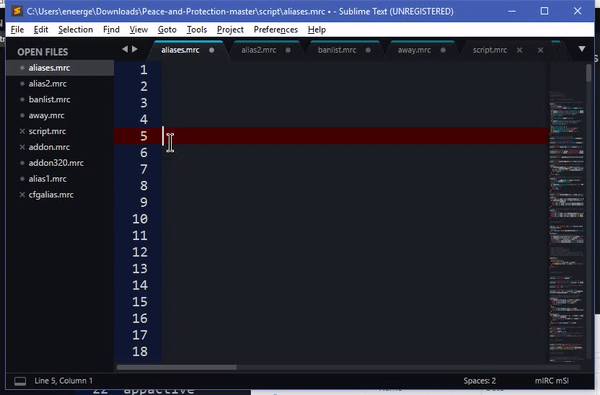 C:\Users\eneerge\Downloads\Peace-and-Protection-master\script\aliases.mrc • - Sublime Text (UNREGISTERED)
File Edit Selection Find View Goto Tools Project Preferences Help
OPEN FILES
aliases.mrc
alias2.mrc
banlist.mrc
away.mrc
script.mrc
addon.mrc
addon320.mrc
alias1.mrc
cfgalias.mrc
aliases.mrc alias2.mrc banlist.mrc away.mrc script.mrc
1
2
3
4
5
6
7
8
9
10
11
12
13
14
15
16
17
18
Line 5, Column 1 Spaces: 2 mIRC mSl
22 appactive